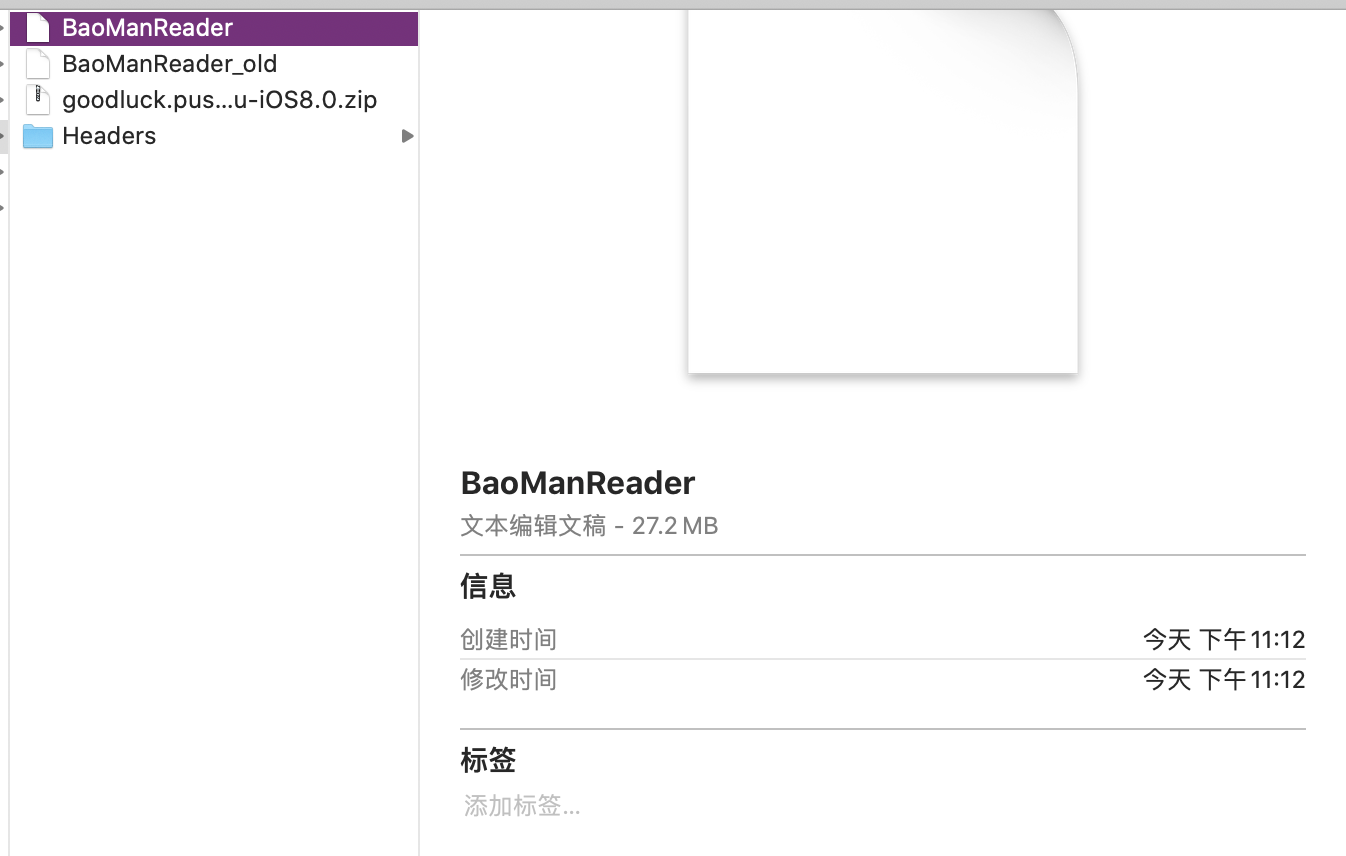 BaoManReader
BaoManReader_old
goodluck.pus...u-iOS8.0.zip
Headers
BaoManReader
文本编辑文稿 - 27.2 MB
信息
创建时间 今天 下午11:12
修改时间 今天 下午11:12
标签
添加标签...